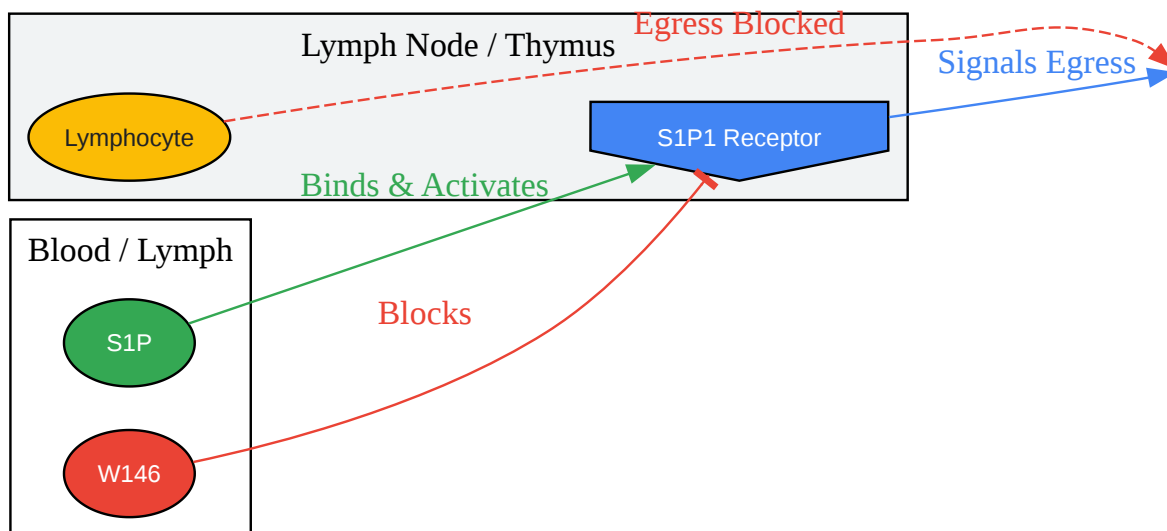 Egress Blocked
Lymph Node / Thymus
Signals Egress
Lymphocyte
S1P1 Receptor
Binds & Activates
Blood / Lymph
Blocks
S1P
W146